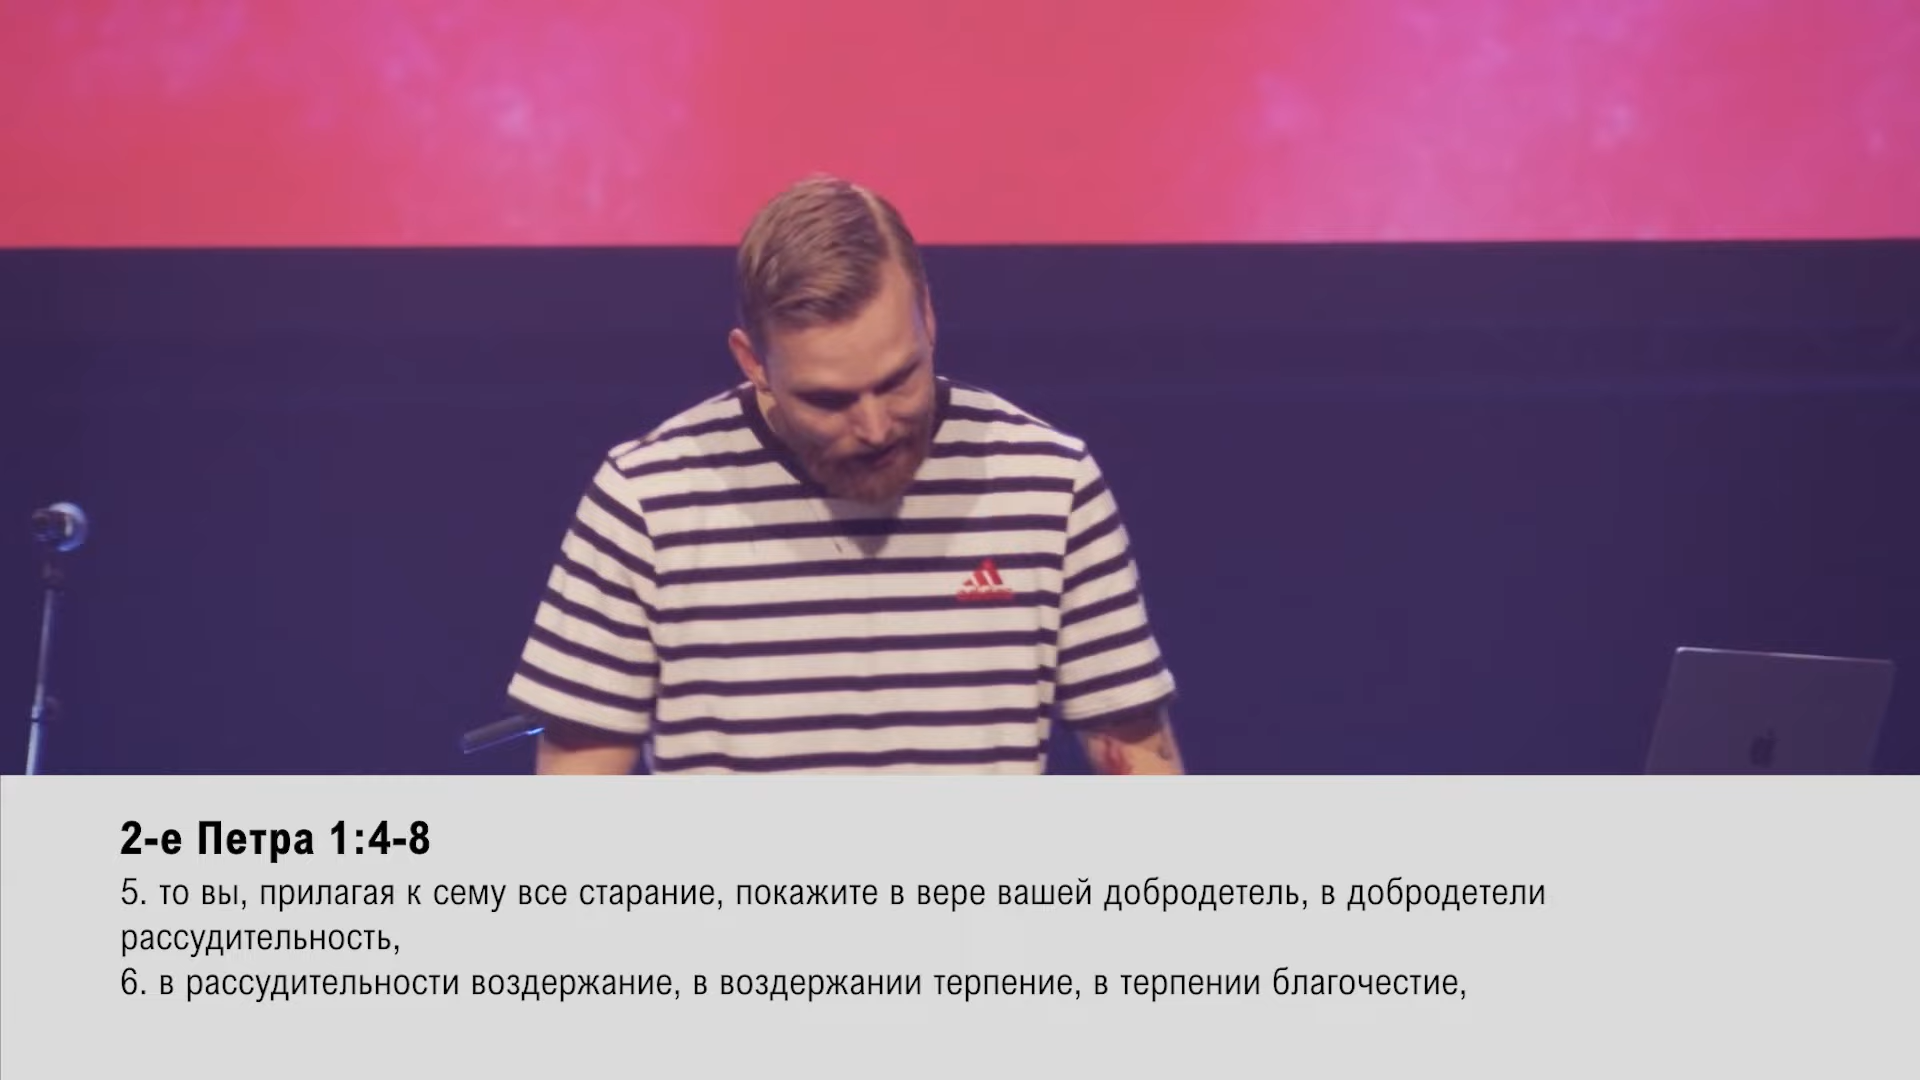 2-е Петра 1:4-8
5. то вы, прилагая к сему все старание, покажите в вере вашей добродетель, в добродетели
рассудительность,
6. в рассудительности воздержание, в воздержании терпение, в терпении благочестие,